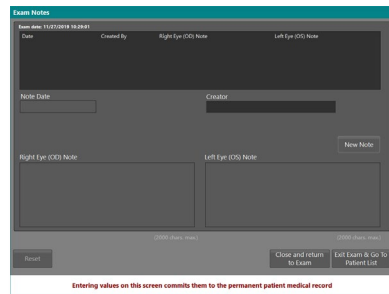 Exam Notes
Exam date: 11/27/2019 10:29:01
Date Created By Right Eye (OD) Note Left Eye (OS) Note
Note Date Creator
New Note
Right Eye (OD) Note Left Eye (OS) Note
(2000 chars. max.) (2000 chars. max.)
Reset Close and return to Exam Exit Exam & Go To Patient List
Entering values on this screen commits them to the permanent patient medical record